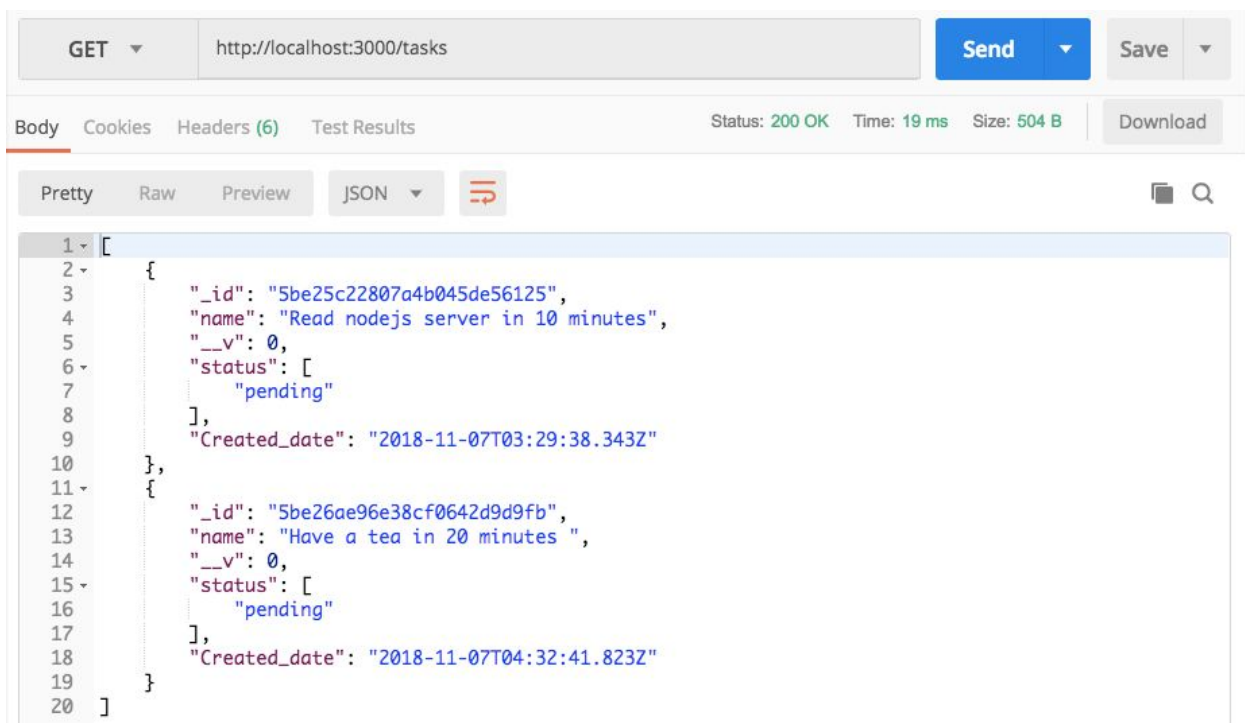 GET http://localhost:3000/tasks Send Save
Body Cookies Headers (6) Test Results Status: 200 OK Time: 19 ms Size: 504 B Download
Pretty Raw Preview JSON
1 [
2 {
3 "_id": "5be25c22807a4b045de56125",
4 "name": "Read nodejs server in 10 minutes",
5 "__v": 0,
6 "status": [
7 "pending"
8 ],
9 "Created_date": "2018-11-07T03:29:38.343Z"
10 },
11 {
12 "_id": "5be26ae96e38cf0642d9d9fb",
13 "name": "Have a tea in 20 minutes ",
14 "__v": 0,
15 "status": [
16 "pending"
17 ],
18 "Created_date": "2018-11-07T04:32:41.823Z"
19 }
20 ]